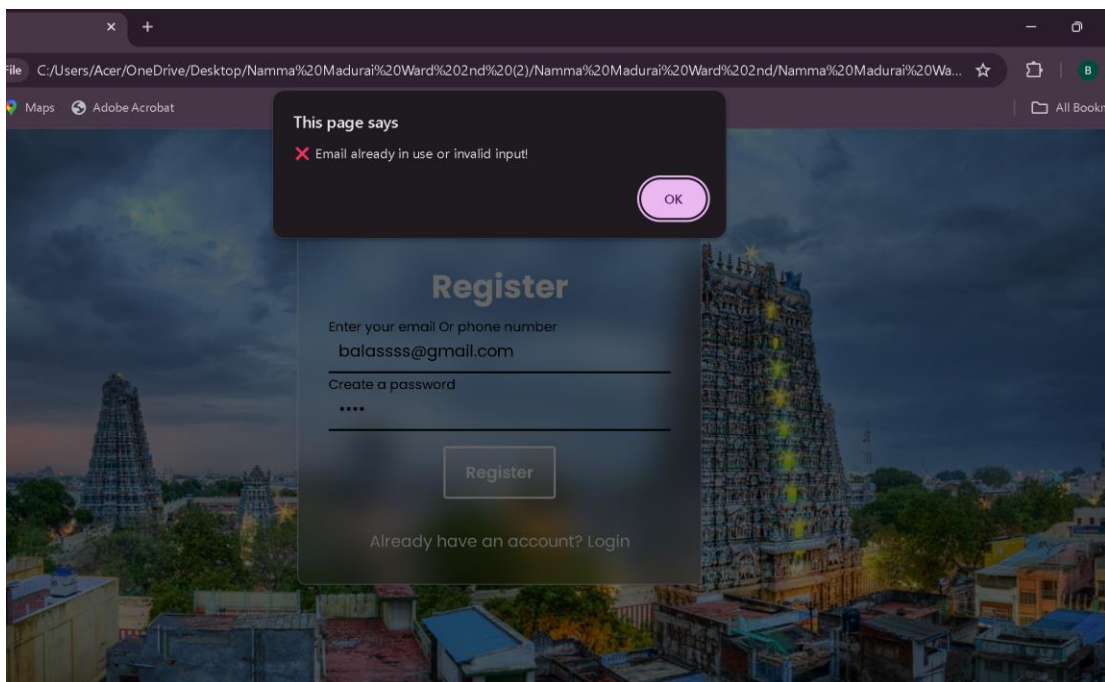 File C:/Users/Acer/OneDrive/Desktop/Namma%20Madurai%20Ward%202nd%20(2)/Namma%20Madurai%20Ward%202nd/Namma%20Madurai%20Wa... B
Maps Adobe Acrobat All Bookm
This page says
❌ Email already in use or invalid input!
OK
Register
Enter your email Or phone number
balassss@gmail.com
Create a password
••••
Register
Already have an account? Login